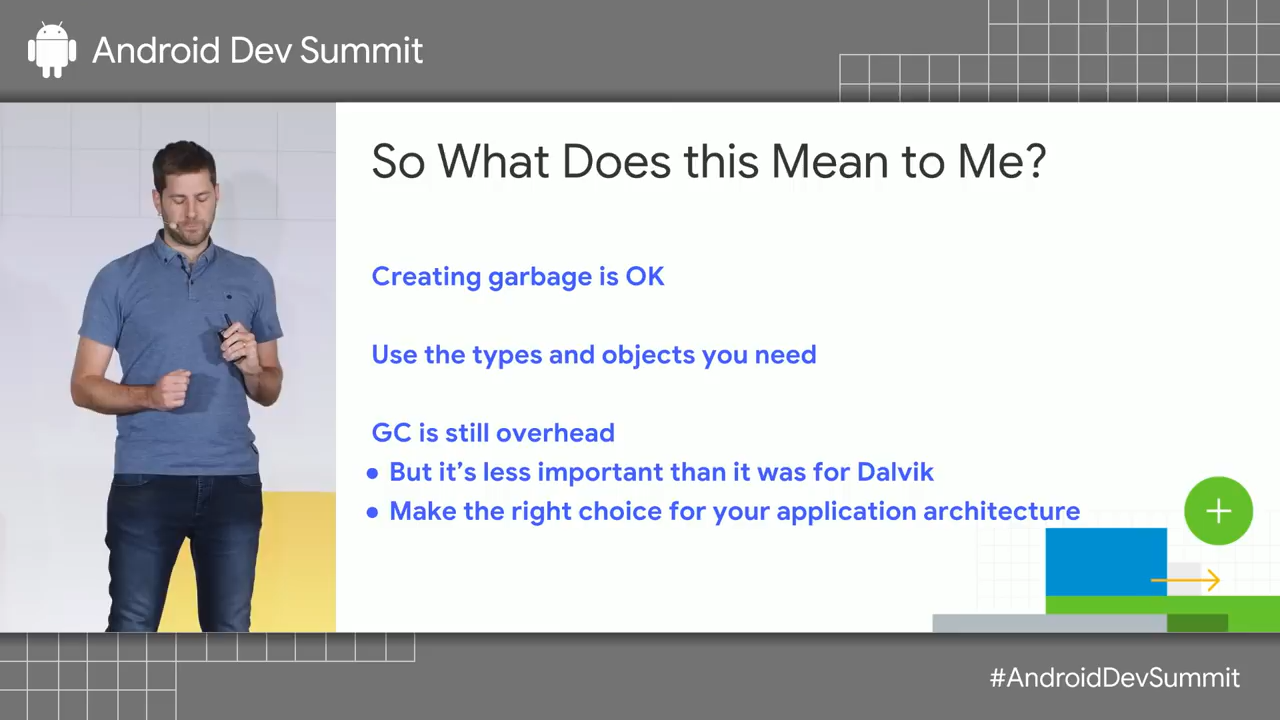 Android Dev Summit
So What Does this Mean to Me?
Creating garbage is OK
Use the types and objects you need
GC is still overhead
● But it's less important than it was for Dalvik
● Make the right choice for your application architecture
#AndroidDevSummit